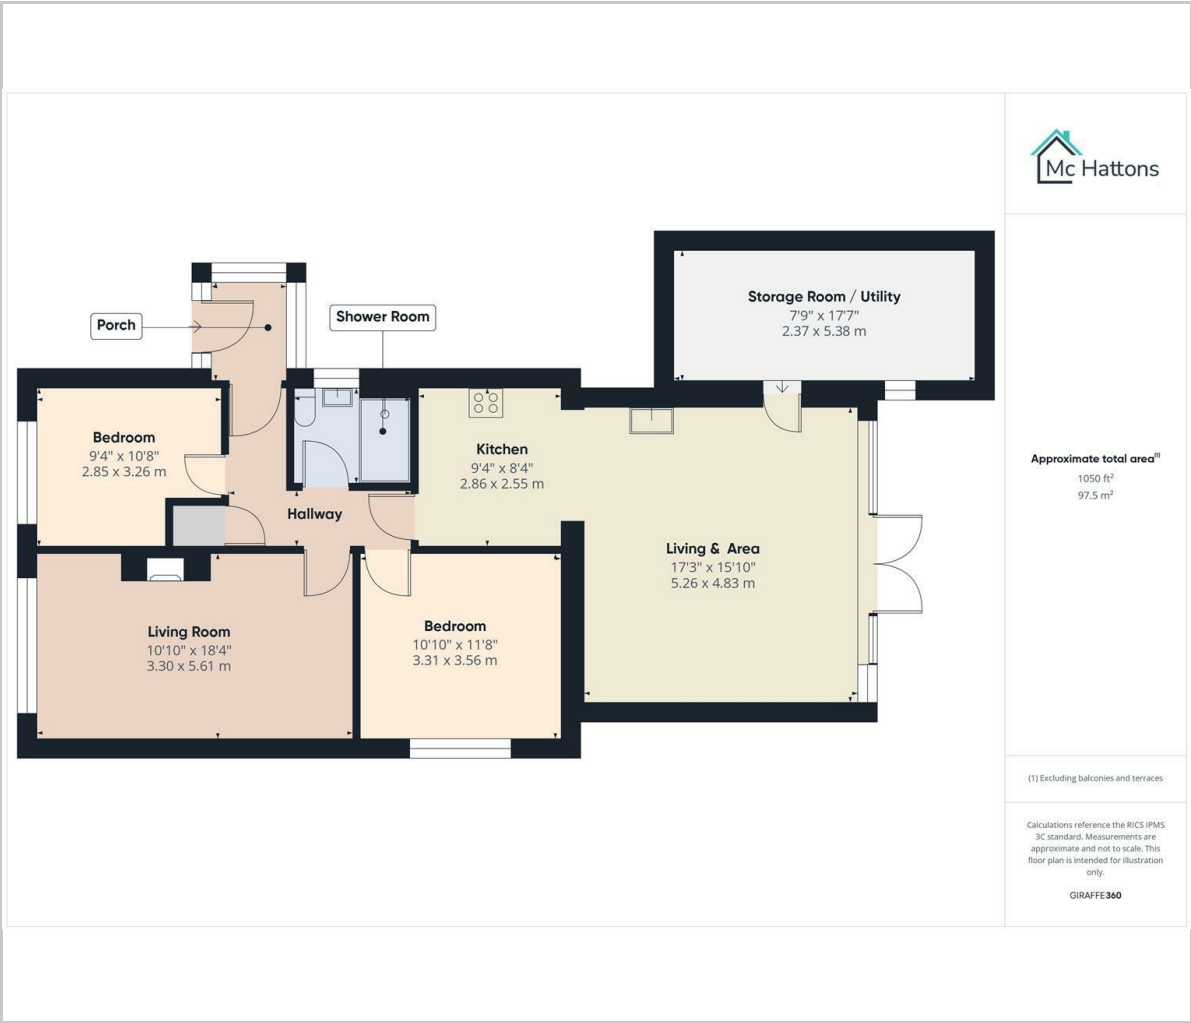 Mc Hattons
Porch
Shower Room
Storage Room / Utility
7'9" x 17'7"
2.37 x 5.38 m
Bedroom
9'4" x 10'8"
2.85 x 3.26 m
Kitchen
9'4" x 8'4"
2.86 x 2.55 m
Hallway
Living & Area
17'3" x 15'10"
5.26 x 4.83 m
Living Room
10'10" x 18'4"
3.30 x 5.61 m
Bedroom
10'10" x 11'8"
3.31 x 3.56 m
Approximate total area(1)
1050 ft²
97.5 m²
(1) Excluding balconies and terraces
Calculations reference the RICS IPMS
3C standard. Measurements are
approximate and not to scale. This
floor plan is intended for illustration
only.
GIRAFFE360